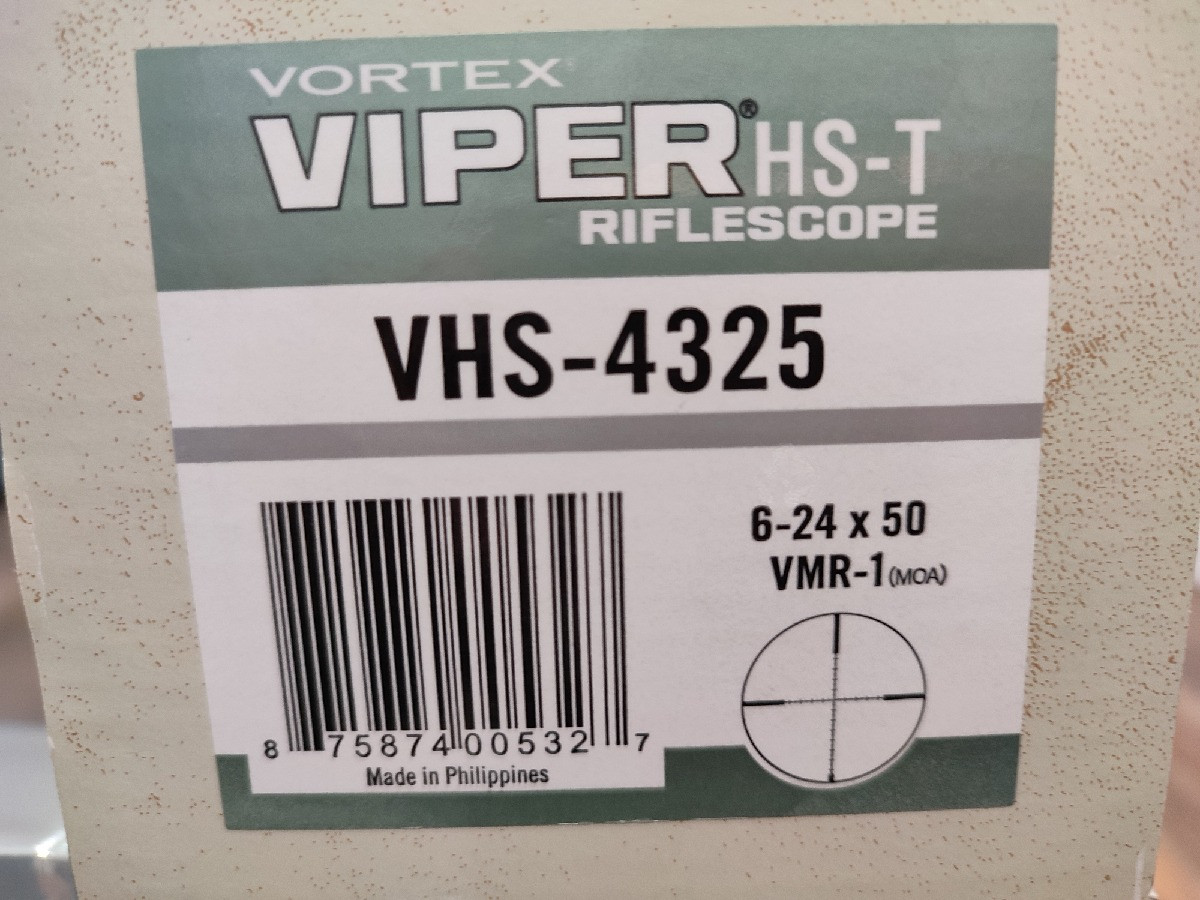 VORTEX
VIPER® HS-T
RIFLESCOPE
VHS-4325
6-24 x 50
VMR-1(MOA)
8 75874 00532 7
Made in Philippines